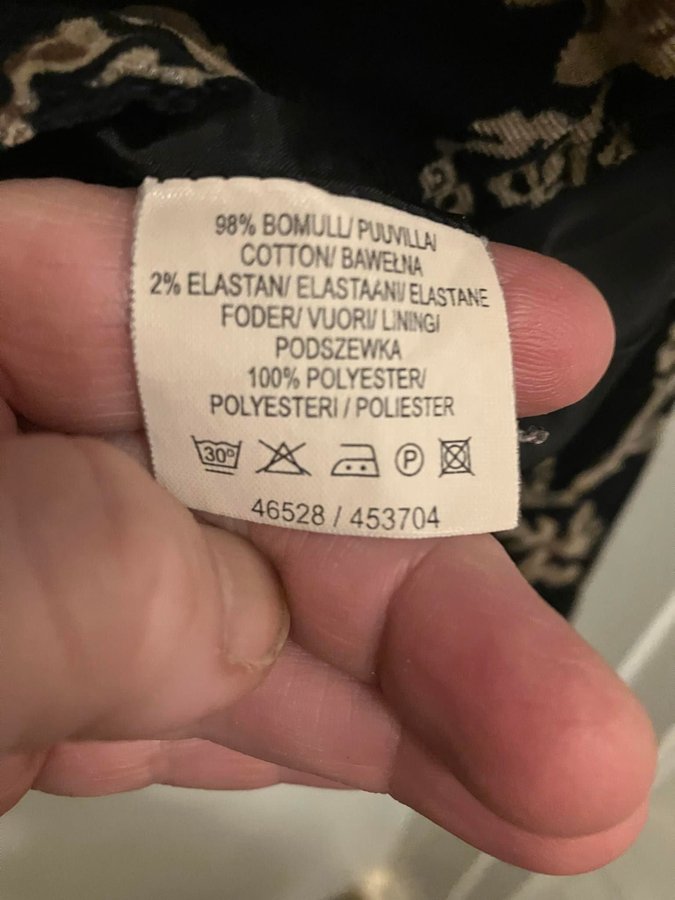 98% BOMULL/ PUUVILLA/
COTTON/ BAWEŁNA
2% ELASTAN/ ELASTAANI/ ELASTANE
FODER/ VUORI/ LINING/
PODSZEWKA
100% POLYESTER/
POLYESTERI / POLIESTER
30° P
46528 / 453704